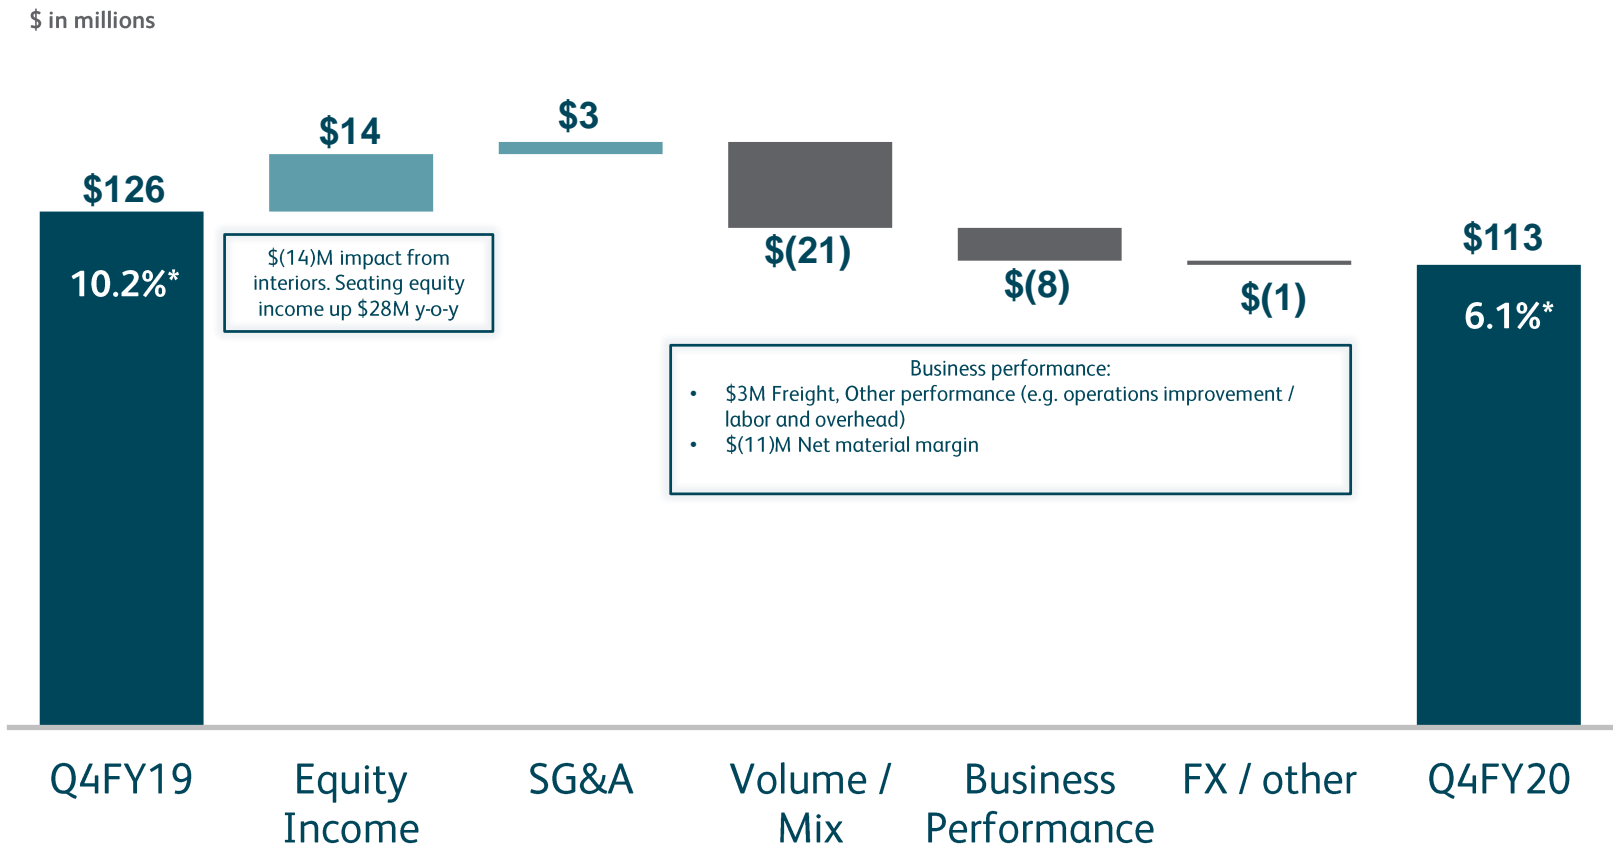 $ in millions
$126
10.2%*
$14
$(14)M impact from
interiors. Seating equity
income up $28M y-o-y
$3
$(21)
$(8)
$(1)
Business performance:
• $3M Freight, Other performance (e.g. operations improvement /
labor and overhead)
• $(11)M Net material margin
$113
6.1%*
Q4FY19
Equity
Income
SG&A
Volume /
Mix
Business
Performance
FX / other
Q4FY20